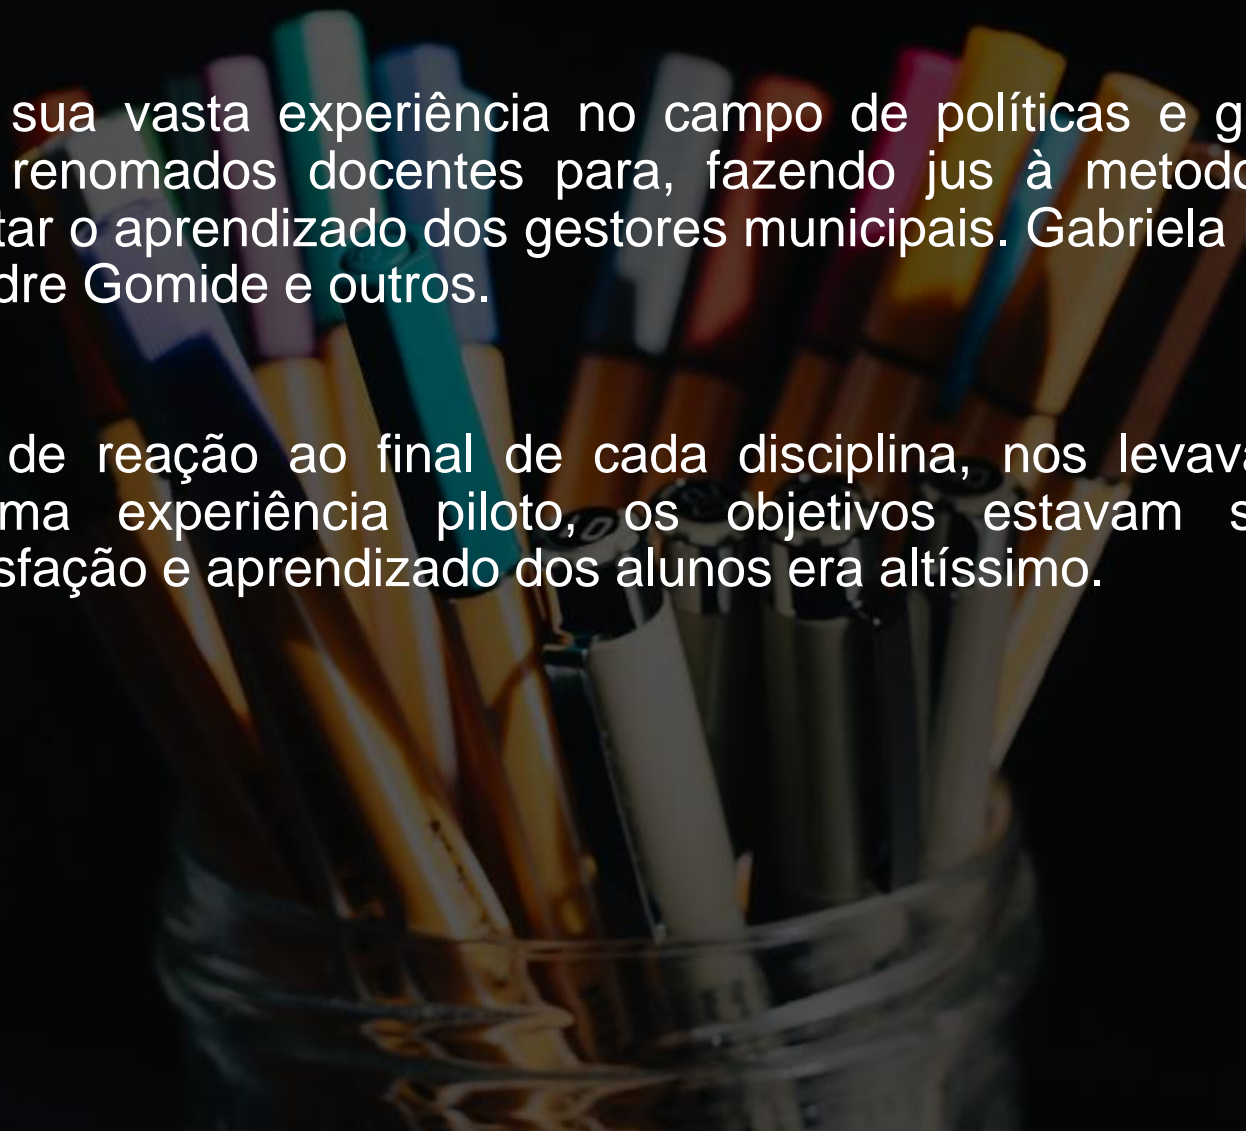 sua vasta experiência no campo de políticas e g
renomados docentes para, fazendo jus à metodo
tar o aprendizado dos gestores municipais. Gabriela
dre Gomide e outros.
de reação ao final de cada disciplina, nos levava
ma experiência piloto, os objetivos estavam s
sfação e aprendizado dos alunos era altíssimo.